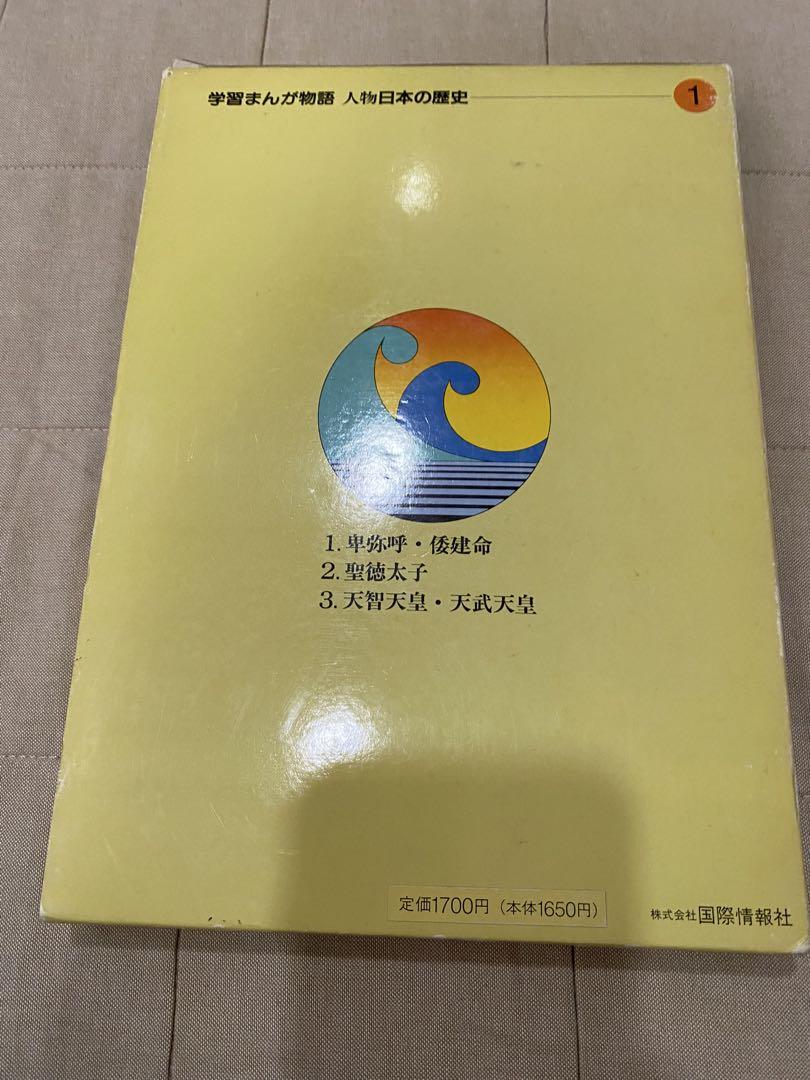 学習まんが物語 人物日本の歴史 1
1.卑弥呼・倭建命
2.聖徳太子
3.天智天皇・天武天皇
定価1700円（本体1650円）
株式会社国際情報社